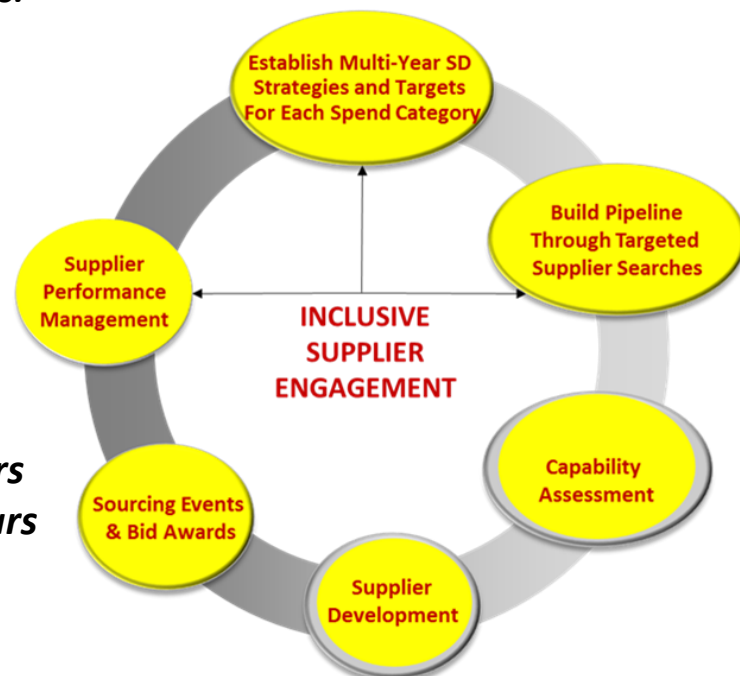 Establish Multi-Year SD
Strategies and Targets
For Each Spend Category
Build Pipeline
Through Targeted
Supplier Searches
Supplier
Performance
Management
INCLUSIVE
SUPPLIER
ENGAGEMENT
Capability
Assessment
Sourcing Events
& Bid Awards
Supplier
Development